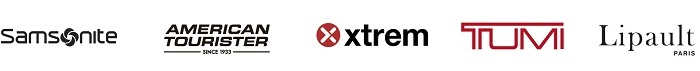 Samsonite
AMERICAN
TOURISTER
SINCE 1933
xtrem
TUMI
Lipault
PARIS